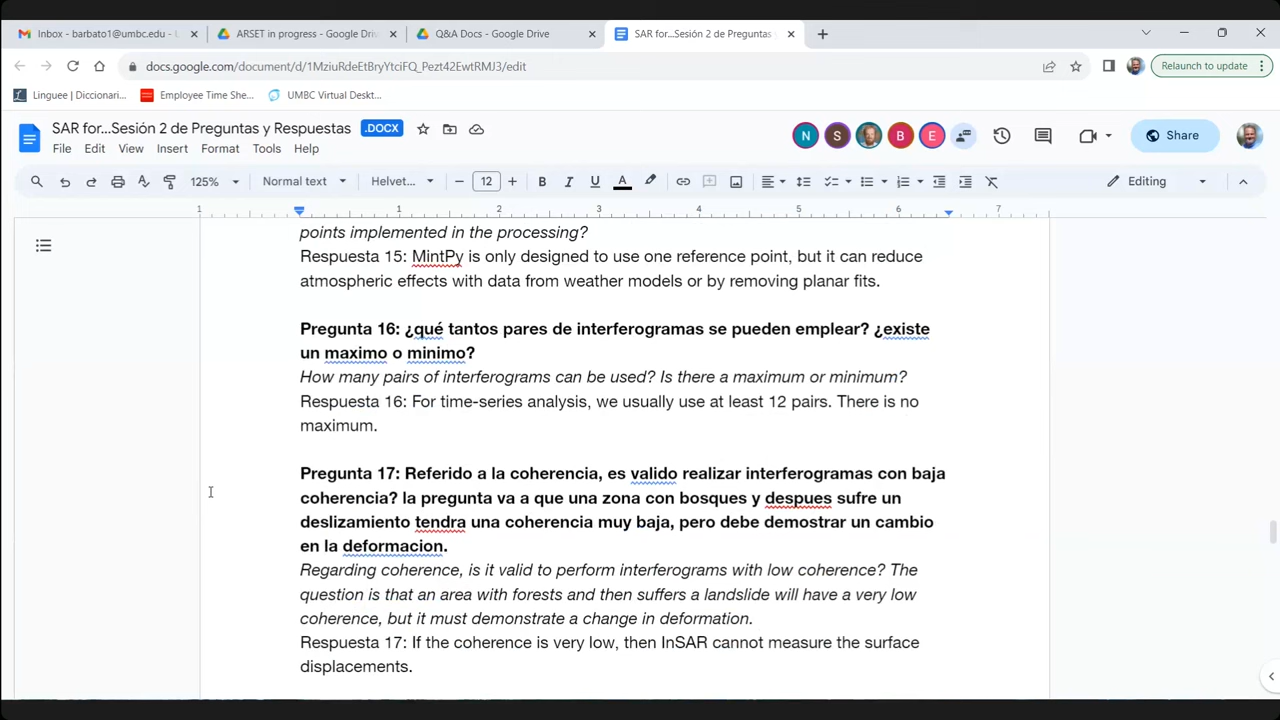 Inbox - barbato1@umbc.edu - U
ARSET in progress - Google Driv
Q&A Docs - Google Drive
SAR for...Sesión 2 de Preguntas y
docs.google.com/document/d/1MziuRdeEtBryYtciFQ_Pezt42EwtRMJ3/edit
Relaunch to update
Linguee | Diccionari...
Employee Time She...
UMBC Virtual Deskt...
SAR for...Sesión 2 de Preguntas y Respuestas
.DOCX
N
S
B
E
Share
File Edit View Insert Format Tools Help
125%
Normal text
Helvet...
12
B I U A
Editing
1 1 2 3 4 5 6 7
points implemented in the processing?
Respuesta 15: MintPy is only designed to use one reference point, but it can reduce
atmospheric effects with data from weather models or by removing planar fits.
Pregunta 16: ¿qué tantos pares de interferogramas se pueden emplear? ¿existe
un maximo o minimo?
How many pairs of interferograms can be used? Is there a maximum or minimum?
Respuesta 16: For time-series analysis, we usually use at least 12 pairs. There is no
maximum.
Pregunta 17: Referido a la coherencia, es valido realizar interferogramas con baja
coherencia? la pregunta va a que una zona con bosques y despues sufre un
deslizamiento tendra una coherencia muy baja, pero debe demostrar un cambio
en la deformacion.
Regarding coherence, is it valid to perform interferograms with low coherence? The
question is that an area with forests and then suffers a landslide will have a very low
coherence, but it must demonstrate a change in deformation.
Respuesta 17: If the coherence is very low, then InSAR cannot measure the surface
displacements.